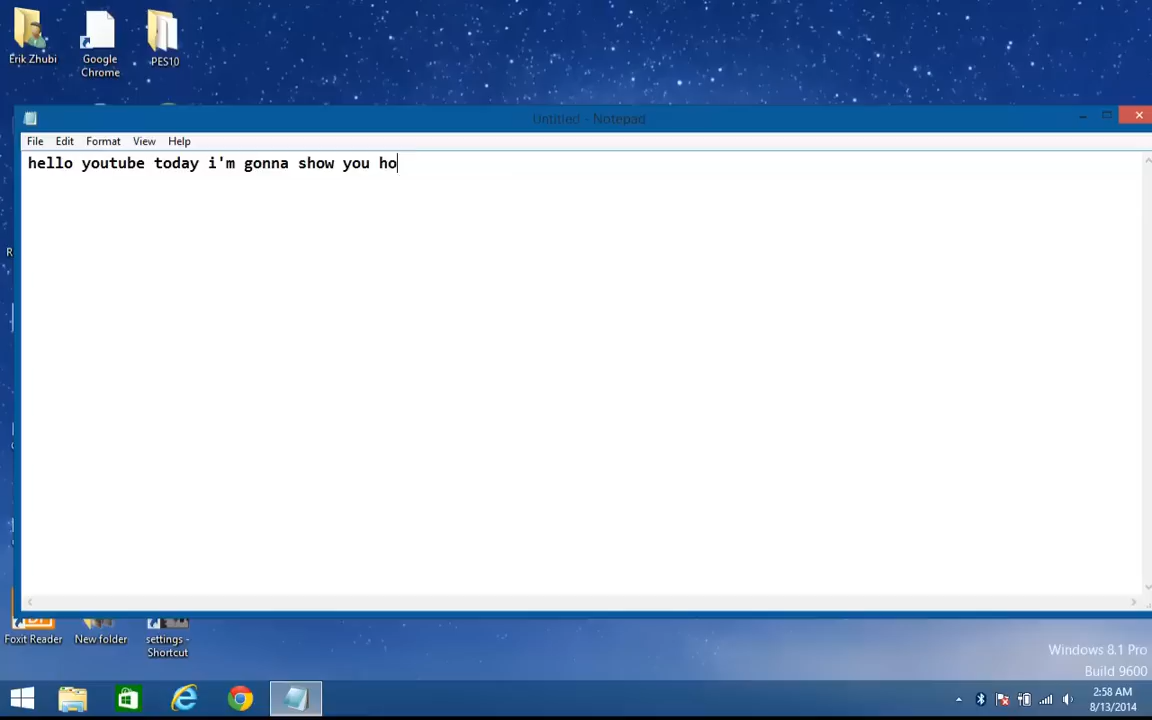 Erik Zhubi
Google Chrome
PES10
Untitled - Notepad
File Edit Format View Help
hello youtube today i'm gonna show you ho
Foxit Reader
New folder
settings - Shortcut
Windows 8.1 Pro
Build 9600
2:58 AM
8/13/2014